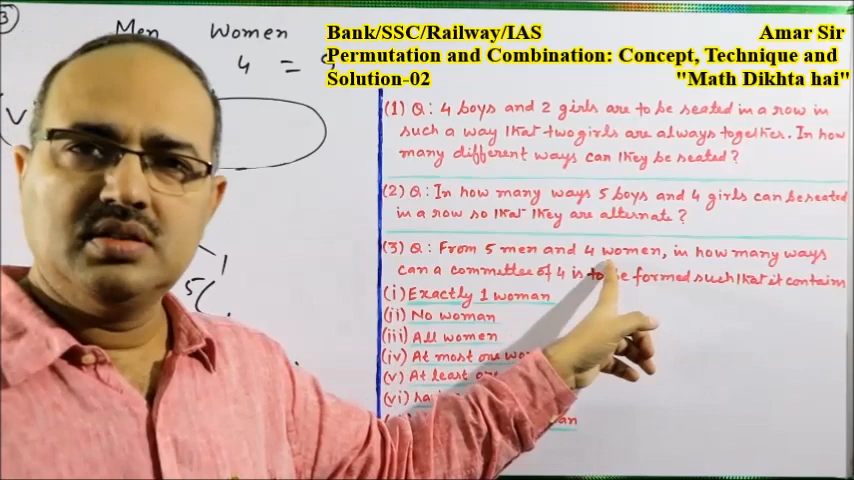 3
Men Women
4 =
(V
1
5(
Bank/SSC/Railway/IAS Amar Sir
Permutation and Combination: Concept, Technique and
Solution-02 "Math Dikhta hai"
(1) Q: 4 boys and 2 girls are to be seated in a row in
such a way that two girls are always together. In how
many different ways can they be seated?
(2) Q: In how many ways 5 boys and 4 girls can be seated
in a row so that they are alternate?
(3) Q: From 5 men and 4 women, in how many ways
can a committee of 4 is to be formed such that it contains
(i) Exactly 1 woman
(ii) No woman
(iii) All women
(iv) At most one
(v) At least
(vi)